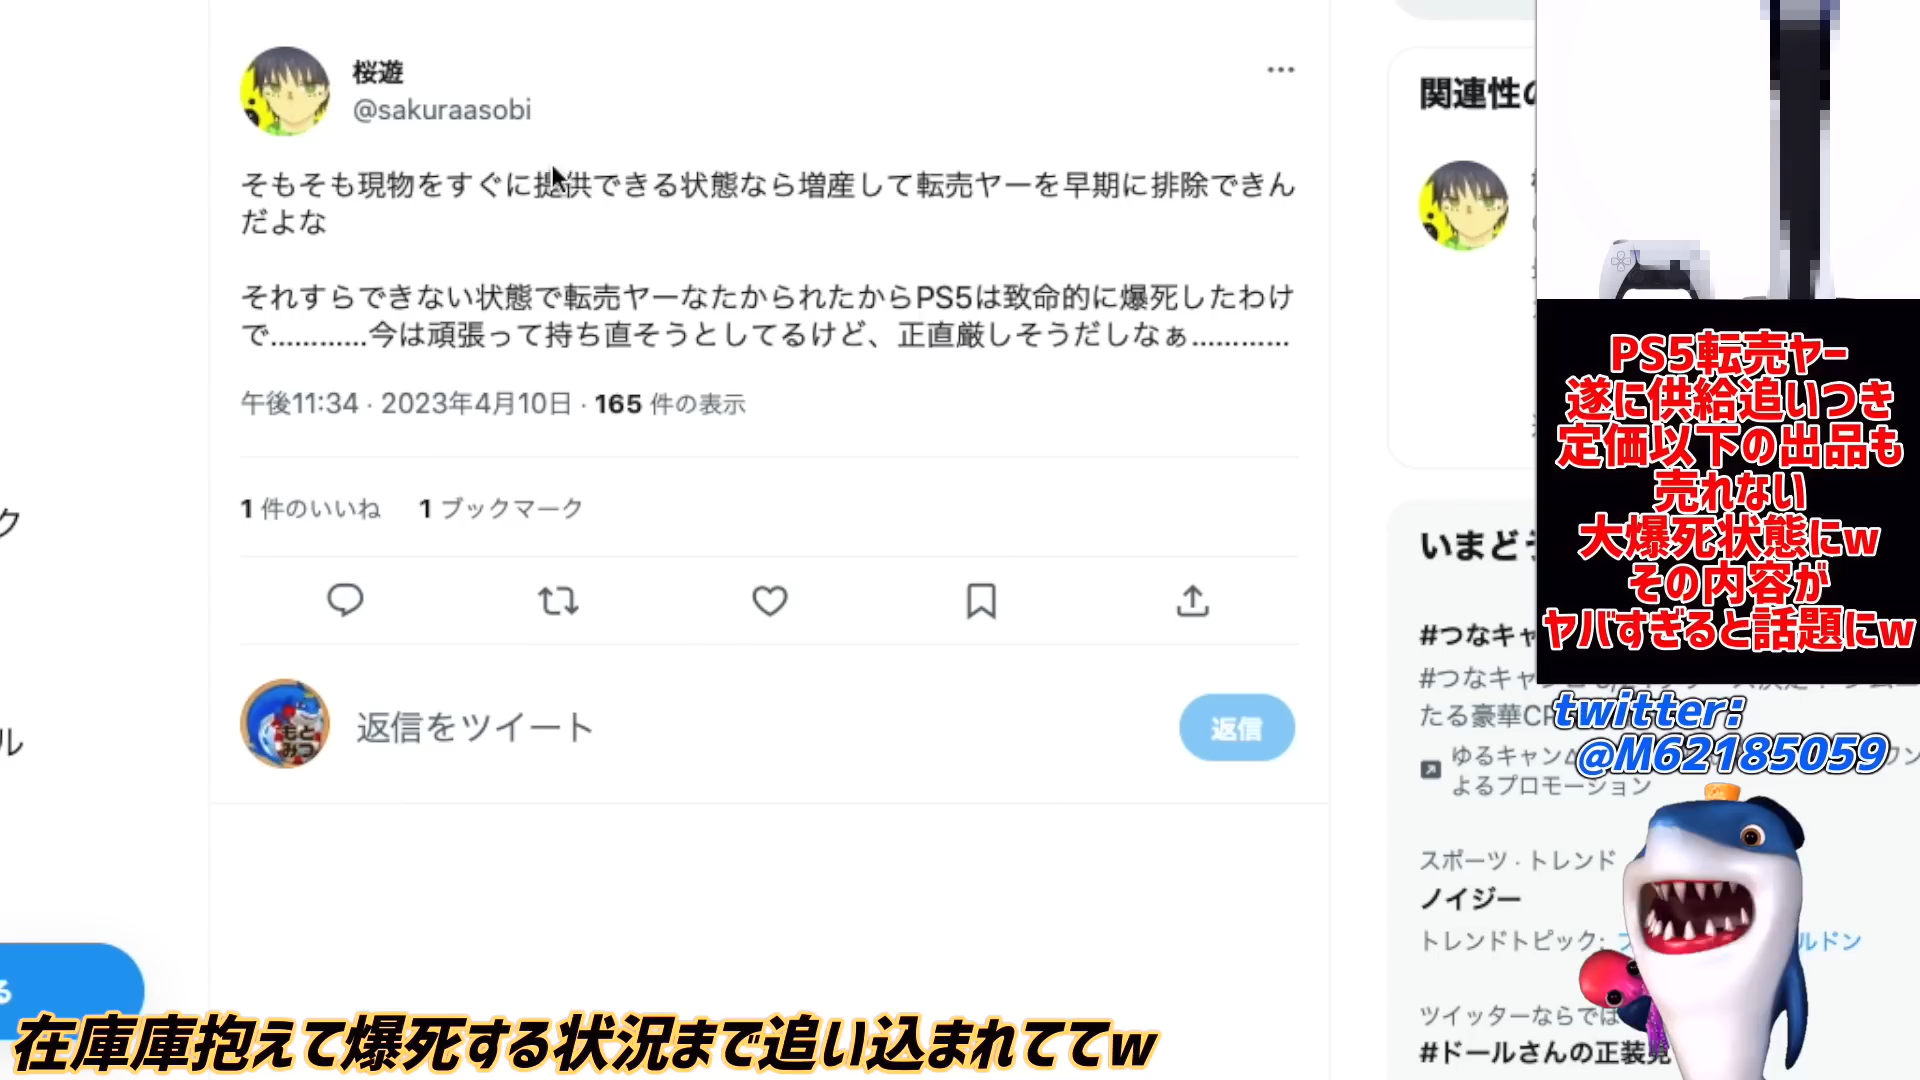 桜遊
@sakuraasobi
そもそも現物をすぐに提供できる状態なら増産して転売ヤーを早期に排除できん
だよな
それすらできない状態で転売ヤーなたかられたからPS5は致命的に爆死したわけ
で…………今は頑張って持ち直そうとしてるけど、正直厳しそうだしなぁ…………
午後11:34 · 2023年4月10日 · 165 件の表示
1 件のいいね 1 ブックマーク
もと
みつ
返信をツイート
返信
ク
ル
る
関連性の
いまどう
#つなキャ
#つなキャ
たる豪華CP
ゆるキャン△
よるプロモーション
スポーツ · トレンド
ノイジー
トレンドトピック:
ルドン
ツイッターならでは
#ドールさんの正装見
PS5転売ヤー
遂に供給追いつき
定価以下の出品も
売れない
大爆死状態にw
その内容が
ヤバすぎると話題にw
twitter:
@M62185059
在庫庫抱えて爆死する状況まで追い込まれててw